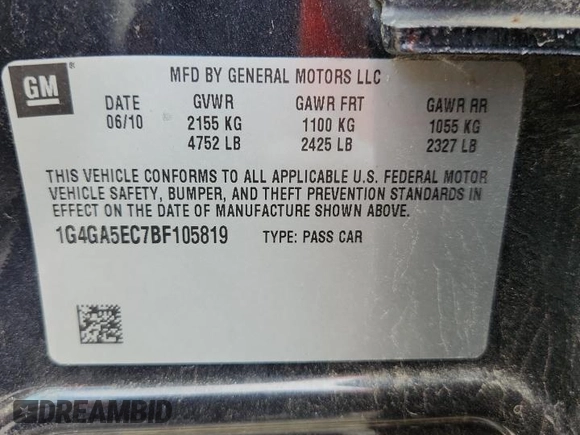 GM
MFD BY GENERAL MOTORS LLC
DATE GVWR GAWR FRT GAWR RR
06/10 2155 KG 1100 KG 1055 KG
4752 LB 2425 LB 2327 LB
THIS VEHICLE CONFORMS TO ALL APPLICABLE U.S. FEDERAL MOTOR
VEHICLE SAFETY, BUMPER, AND THEFT PREVENTION STANDARDS IN
EFFECT ON THE DATE OF MANUFACTURE SHOWN ABOVE.
1G4GA5EC7BF105819 TYPE: PASS CAR
DREAMBID